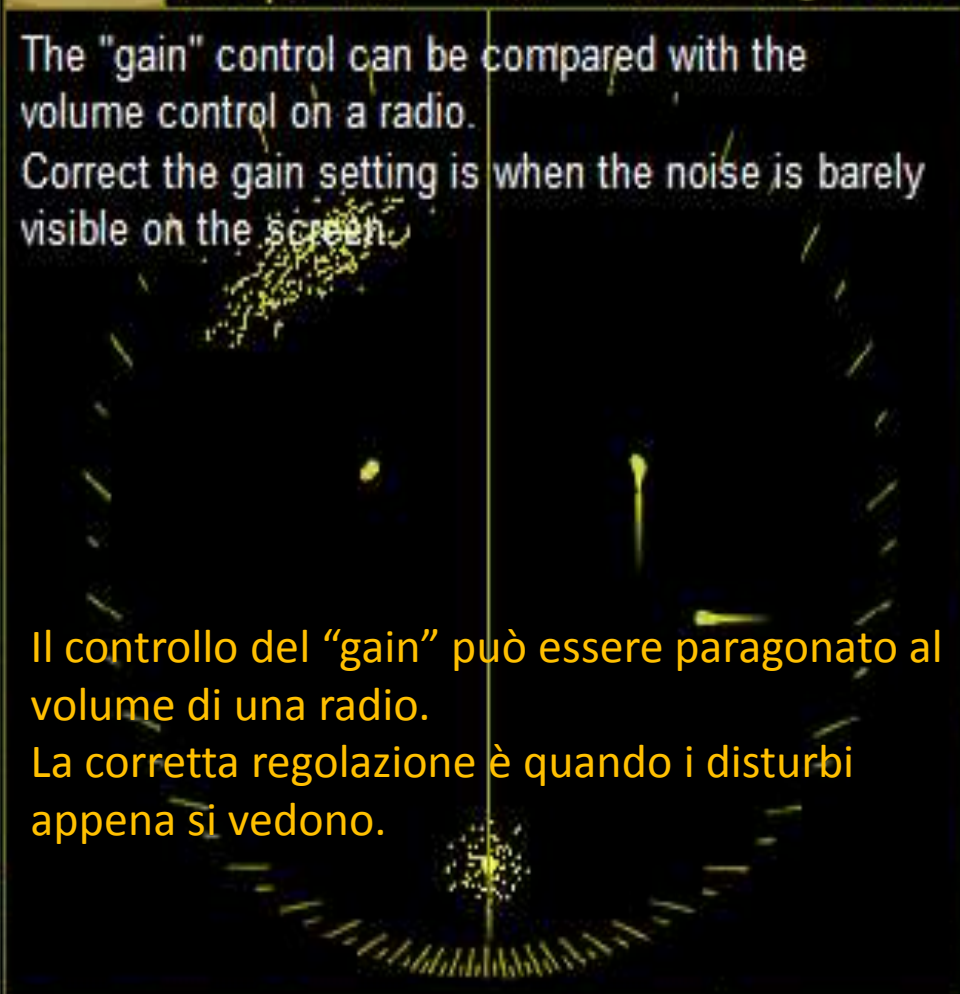 The "gain" control can be compared with the
volume control on a radio.
Correct the gain setting is when the noise is barely
visible on the screen.
Il controllo del “gain” può essere paragonato al
volume di una radio.
La corretta regolazione è quando i disturbi
appena si vedono.